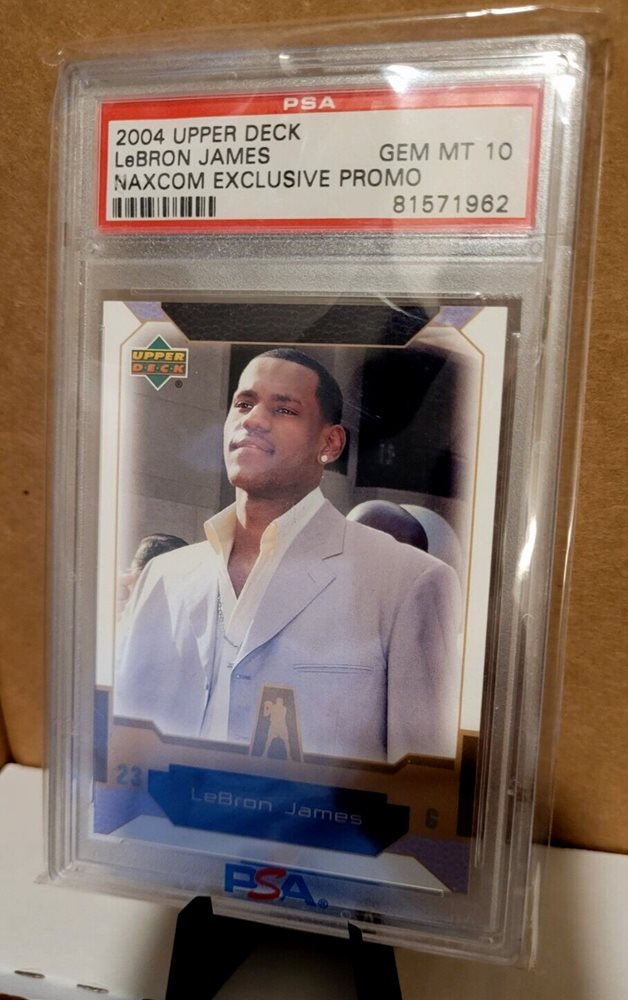 PSA
2004 UPPER DECK
LeBRON JAMES GEM MT 10
NAXCOM EXCLUSIVE PROMO
81571962
UPPER
DECK
®
23 LeBron James G
PSA®